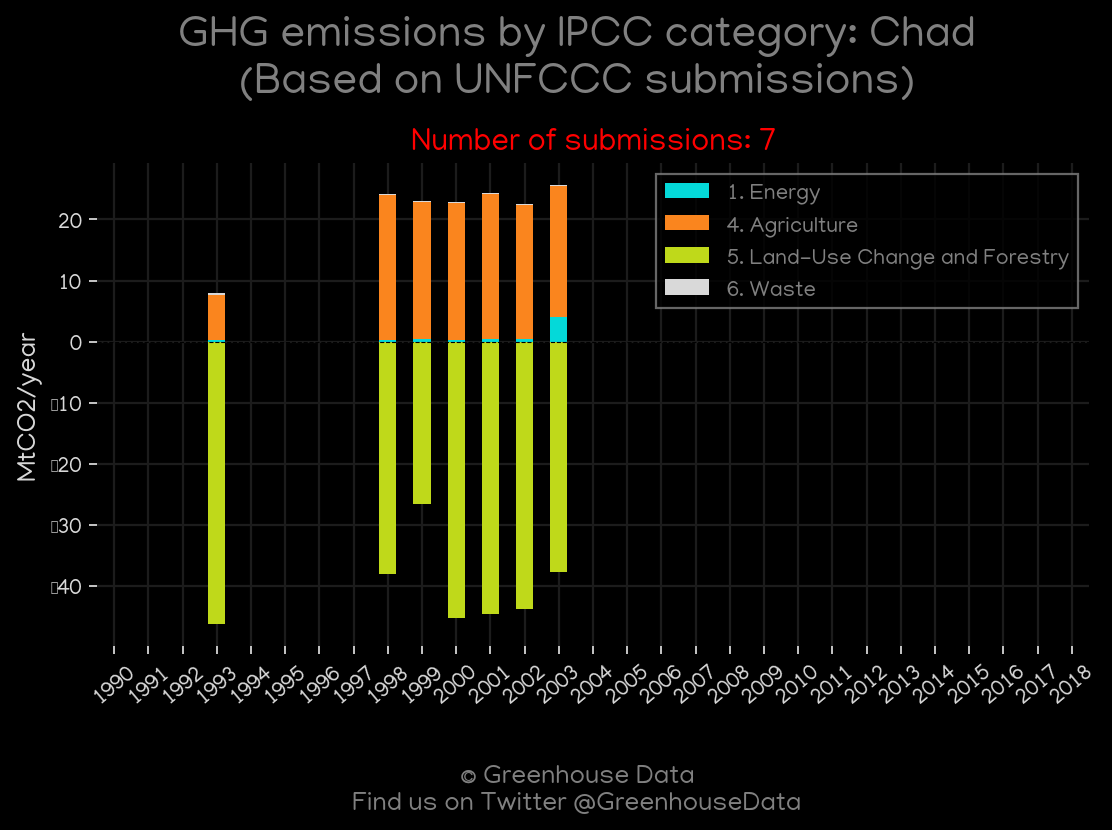 GHG emissions by IPCC category: Chad
(Based on UNFCCC submissions)
Number of submissions: 7
1. Energy
4. Agriculture
5. Land-Use Change and Forestry
6. Waste
MtCO2/year
20
10
0
▯10
▯20
▯30
▯40
1990 1991 1992 1993 1994 1995 1996 1997 1998 1999 2000 2001 2002 2003 2004 2005 2006 2007 2008 2009 2010 2011 2012 2013 2014 2015 2016 2017 2018
© Greenhouse Data
Find us on Twitter @GreenhouseData